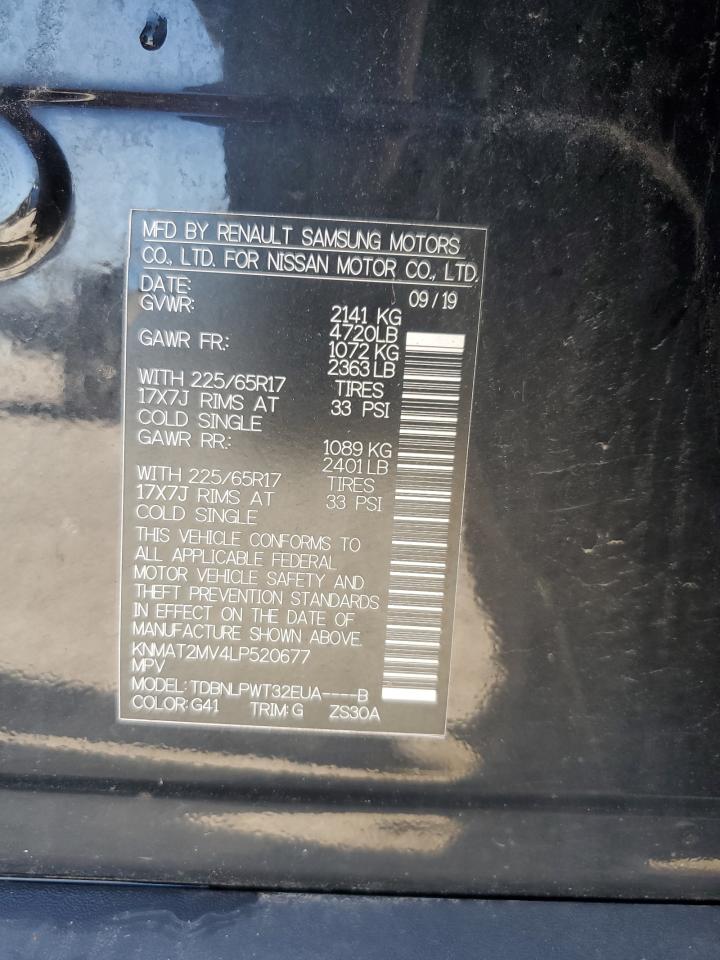 MFD BY RENAULT SAMSUNG MOTORS
CO., LTD. FOR NISSAN MOTOR CO., LTD.
DATE: 09/19
GVWR: 2141 KG
4720LB
GAWR FR: 1072 KG
2363 LB
WITH 225/65R17 TIRES
17X7J RIMS AT 33 PSI
COLD SINGLE
GAWR RR: 1089 KG
2401 LB
WITH 225/65R17 TIRES
17X7J RIMS AT 33 PSI
COLD SINGLE
THIS VEHICLE CONFORMS TO
ALL APPLICABLE FEDERAL
MOTOR VEHICLE SAFETY AND
THEFT PREVENTION STANDARDS
IN EFFECT ON THE DATE OF
MANUFACTURE SHOWN ABOVE.
KNMAT2MV4LP520677
MPV
MODEL: TDBNLPWT32EUA----B
COLOR: G41 TRIM: G ZS30A